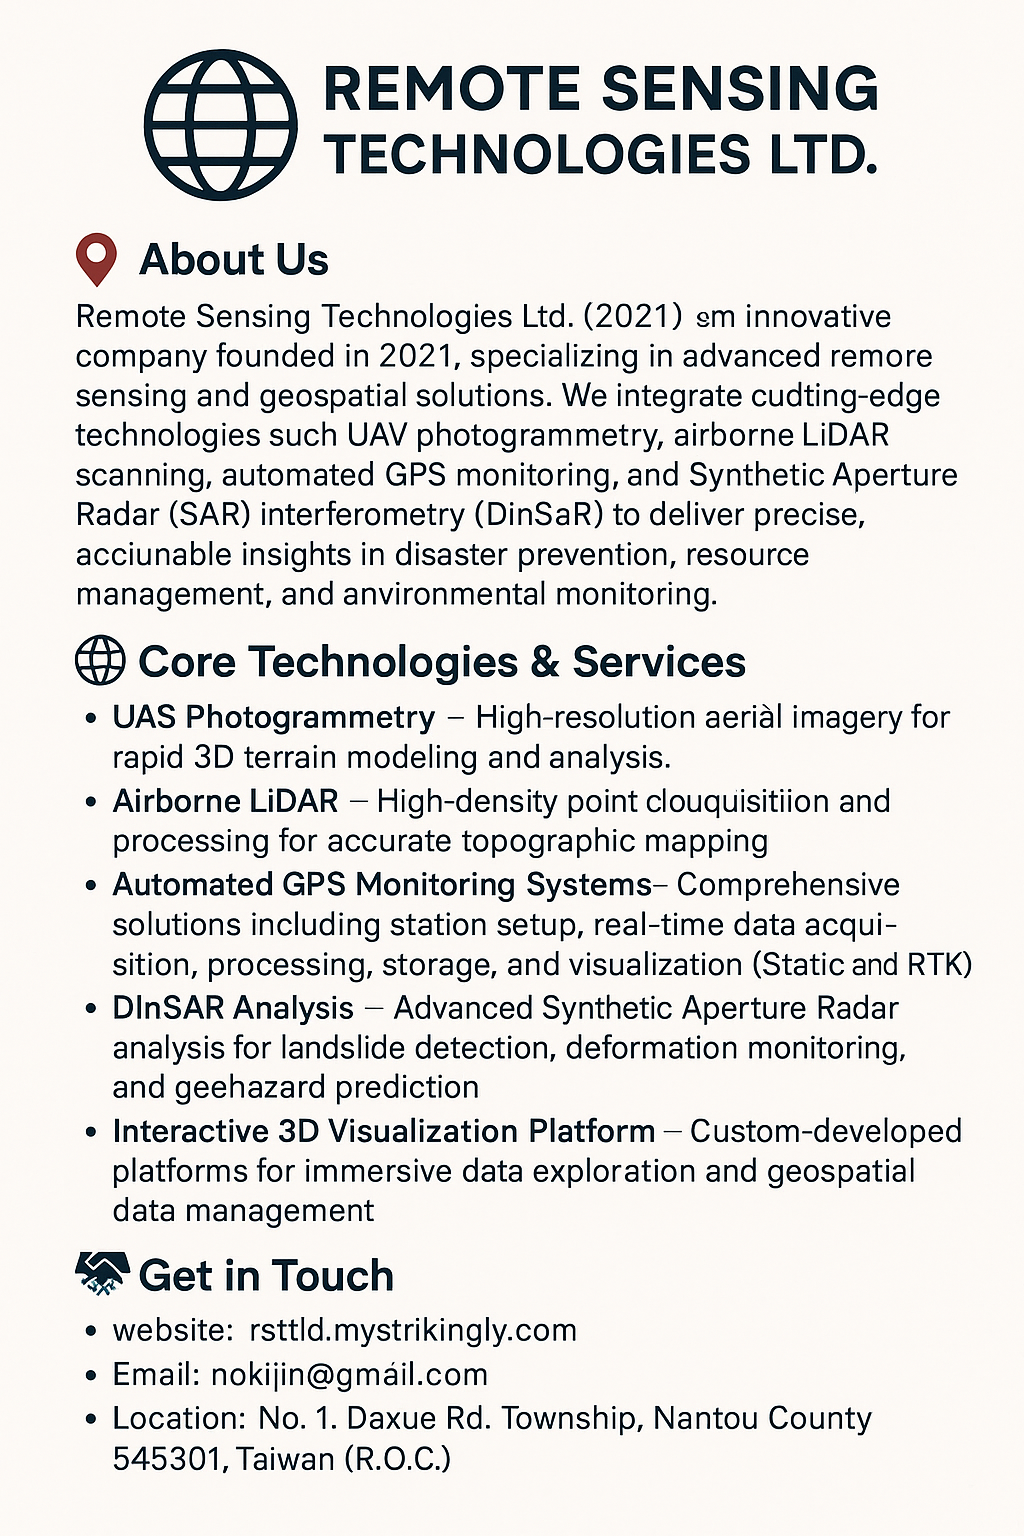 REMOTE SENSING
TECHNOLOGIES LTD.
About Us
Remote Sensing Technologies Ltd. (2021) ɘm innovative
company founded in 2021, specializing in advanced remore
sensing and geospatial solutions. We integrate cudting-edge
technologies such UAV photogrammetry, airborne LiDAR
scanning, automated GPS monitoring, and Synthetic Aperture
Radar (SAR) interferometry (DinSaR) to deliver precise,
acciunable insights in disaster prevention, resource
management, and anvironmental monitoring.
Core Technologies & Services
• UAS Photogrammetry – High-resolution aeriàl imagery for
rapid 3D terrain modeling and analysis.
• Airborne LiDAR – High-density point clouquisitiion and
processing for accurate topographic mapping
• Automated GPS Monitoring Systems– Comprehensive
solutions including station setup, real-time data acqui-
sition, processing, storage, and visualization (Static and RTK)
• DInSAR Analysis – Advanced Synthetic Aperture Radar
analysis for landslide detection, deformation monitoring,
and geehazard prediction
• Interactive 3D Visualization Platform – Custom-developed
platforms for immersive data exploration and geospatial
data management
Get in Touch
• website: rsttld.mystrikingly.com
• Email: nokijin@gmáil.com
• Location: No. 1. Daxue Rd. Township, Nantou County
545301, Taiwan (R.O.C.)